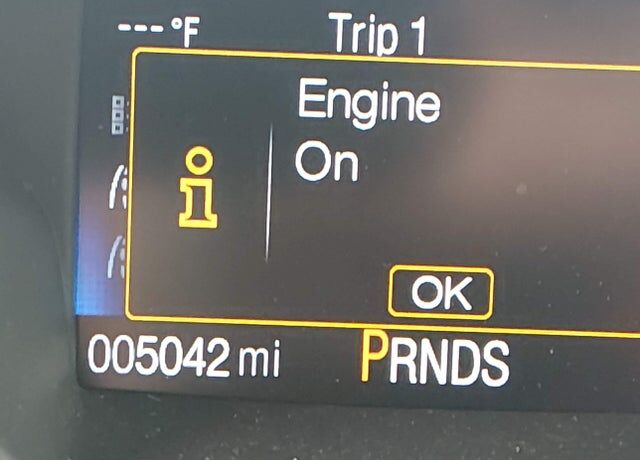 ---°F Trip 1
Engine
On
OK
005042 mi PRNDS